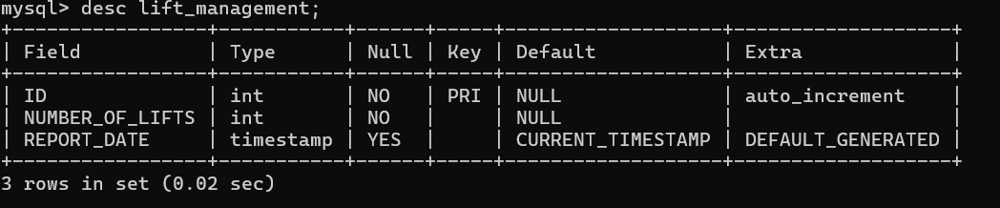 mysql> desc lift_management;
+-----------------+-----------+------+-----+-------------------+-------------------+
| Field           | Type      | Null | Key | Default           | Extra             |
+-----------------+-----------+------+-----+-------------------+-------------------+
| ID              | int       | NO   | PRI | NULL              | auto_increment    |
| NUMBER_OF_LIFTS | int       | NO   |     | NULL              |                   |
| REPORT_DATE     | timestamp | YES  |     | CURRENT_TIMESTAMP | DEFAULT_GENERATED |
+-----------------+-----------+------+-----+-------------------+-------------------+
3 rows in set (0.02 sec)